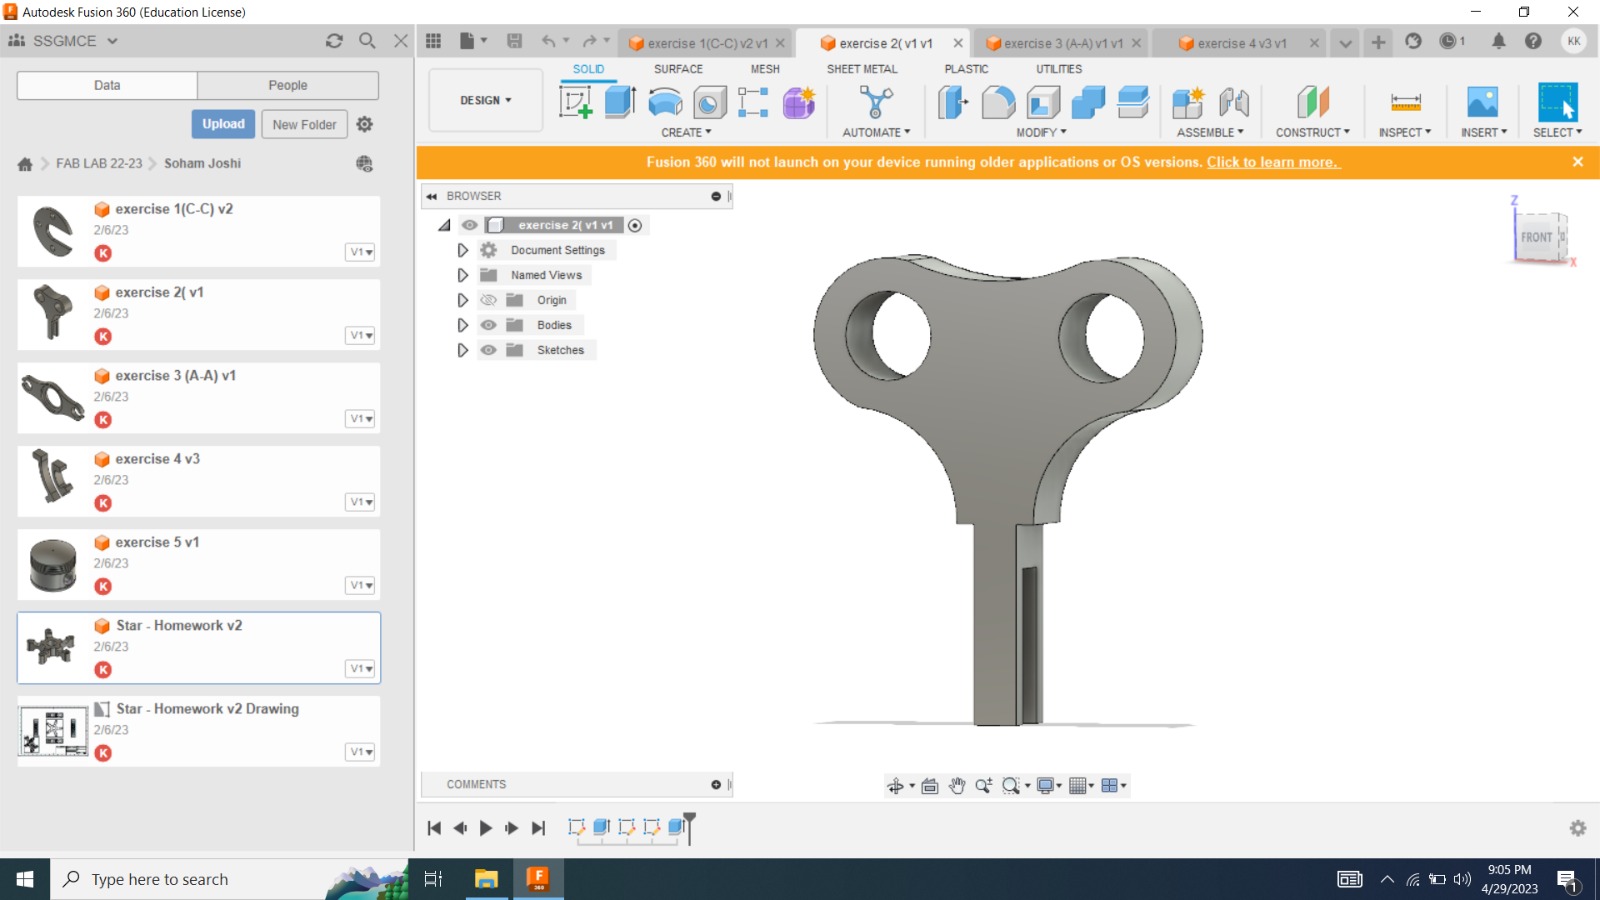 Autodesk Fusion 360 (Education License)
SSGMCE
exercise 1(C-C) v2 v1
exercise 2( v1 v1
exercise 3 (A-A) v1 v1
exercise 4 v3 v1
1
KK
Data
People
Upload
New Folder
FAB LAB 22-23
Soham Joshi
DESIGN
SOLID
SURFACE
MESH
SHEET METAL
PLASTIC
UTILITIES
CREATE
AUTOMATE
MODIFY
ASSEMBLE
CONSTRUCT
INSPECT
INSERT
SELECT
Fusion 360 will not launch on your device running older applications or OS versions. Click to learn more.
exercise 1(C-C) v2
2/6/23
K
V1
exercise 2( v1
2/6/23
K
V1
exercise 3 (A-A) v1
2/6/23
K
V1
exercise 4 v3
2/6/23
K
V1
exercise 5 v1
2/6/23
K
V1
Star - Homework v2
2/6/23
K
V1
Star - Homework v2 Drawing
2/6/23
K
V1
BROWSER
exercise 2( v1 v1
Document Settings
Named Views
Origin
Bodies
Sketches
Z
FRONT
X
COMMENTS
Type here to search
F
360
9:05 PM
4/29/2023
1